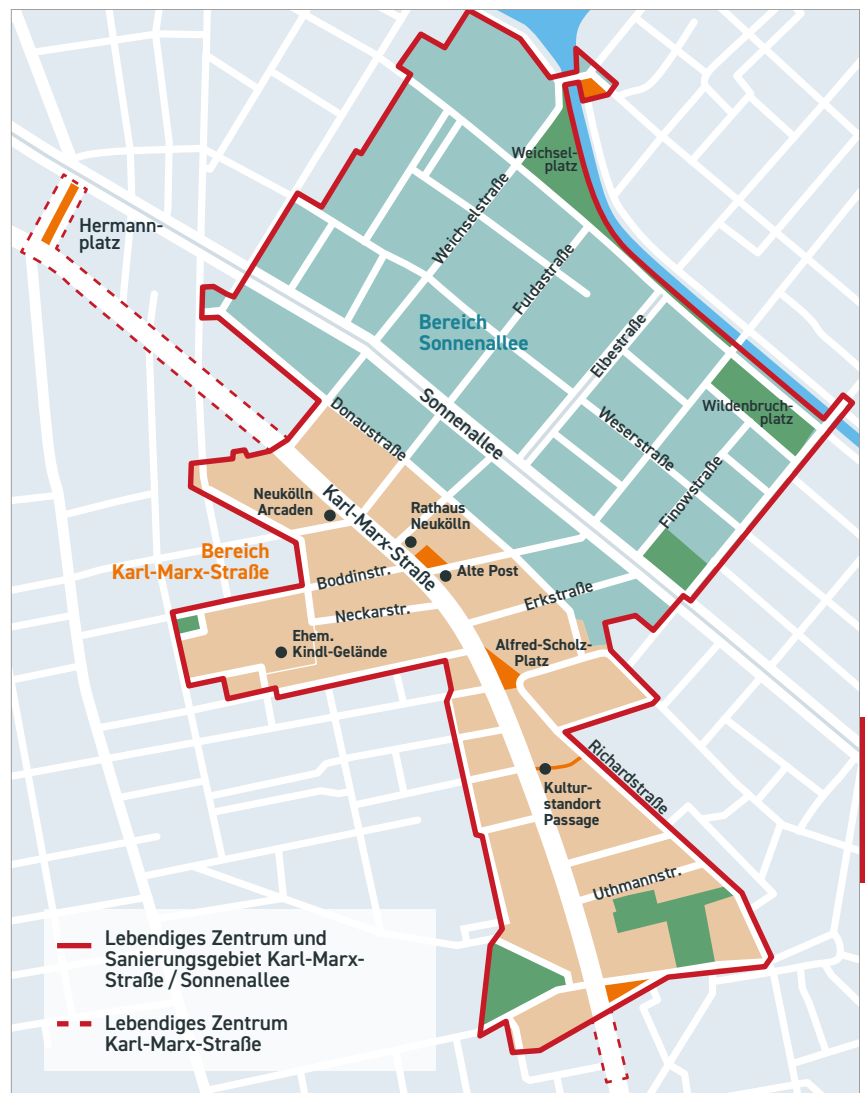 Weichsel-
platz
Hermann-
platz
Weichselstraße
Fuldastraße
Bereich
Sonnenallee
Elbestraße
Wildenbruch-
platz
Sonnenallee
Donaustraße
Weserstraße
Finowstraße
Neukölln
Arcaden
Karl-Marx-Straße
Rathaus
Neukölln
Bereich
Karl-Marx-Straße
Boddinstr.
Alte Post
Neckarstr.
Erkstraße
Ehem.
Kindl-Gelände
Alfred-Scholz-
Platz
Richardstraße
Kultur-
standort
Passage
Uthmannstr.
Lebendiges Zentrum und
Sanierungsgebiet Karl-Marx-
Straße / Sonnenallee
Lebendiges Zentrum
Karl-Marx-Straße